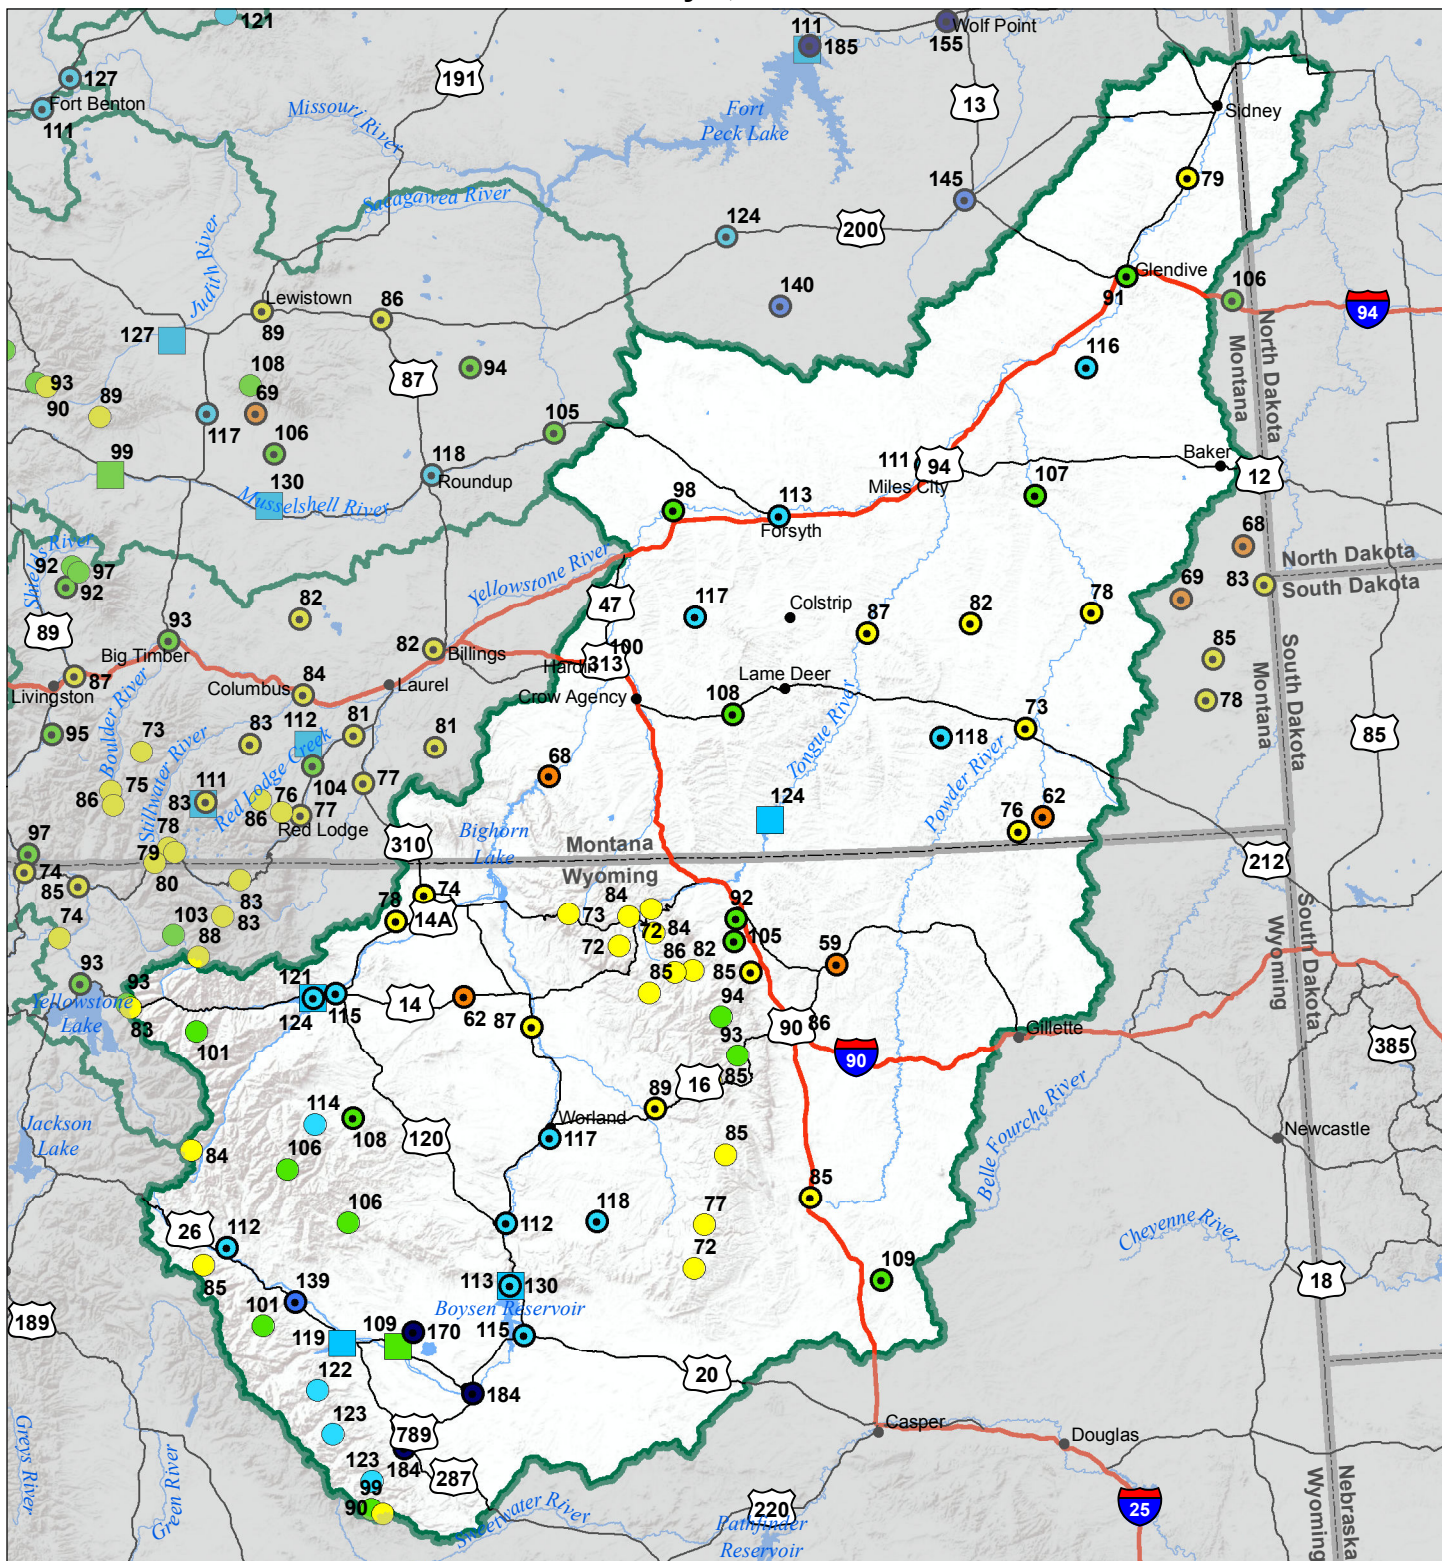 121
111
185
155
Wolf Point
127
Fort Benton
111
191
Missouri River
Fort
Peck Lake
13
Sidney
79
145
Sacagawea River
124
200
Judith River
140
Glendive
91
106
94
Lewistown
89
86
127
North Dakota
Montana
116
108
93
90
89
69
117
87
94
106
105
118
Roundup
99
130
Musselshell River
111
94
Miles City
Baker
12
107
98
113
Forsyth
68
North Dakota
South Dakota
83
69
Shields River
92
97
92
Yellowstone River
82
47
117
Colstrip
87
82
78
89
93
Big Timber
82
Billings
100
Hardin
313
85
South Dakota
Montana
87
Livingston
84
Columbus
Laurel
Crow Agency
Lame Deer
108
78
Boulder River
95
73
83
112
81
81
73
118
85
Stillwater River
Red Lodge Creek
104
68
Tongue River
Powder River
75
86
111
83
86
76
77
77
Red Lodge
124
62
76
Bighorn
Lake
310
Montana
Wyoming
97
74
85
78
79
80
83
212
74
103
83
88
78
74
14A
73
84
84
72
72
92
105
South Dakota
Wyoming
93
Yellowstone
Lake
93
83
121
124
115
14
62
87
86
82
85
85
59
101
94
90
86
93
85
16
90
Gillette
385
114
108
106
120
89
Worland
117
Belle Fourche River
Newcastle
Jackson
Lake
84
85
85
106
112
118
77
72
26
112
85
109
Cheyenne River
18
139
113
130
Boysen Reservoir
189
101
119
109
170
115
122
184
20
123
789
184
287
Casper
Douglas
123
99
90
Greys River
Green River
Sweetwater River
220
Pathfinder
Reservoir
25
Nebraska
Wyoming